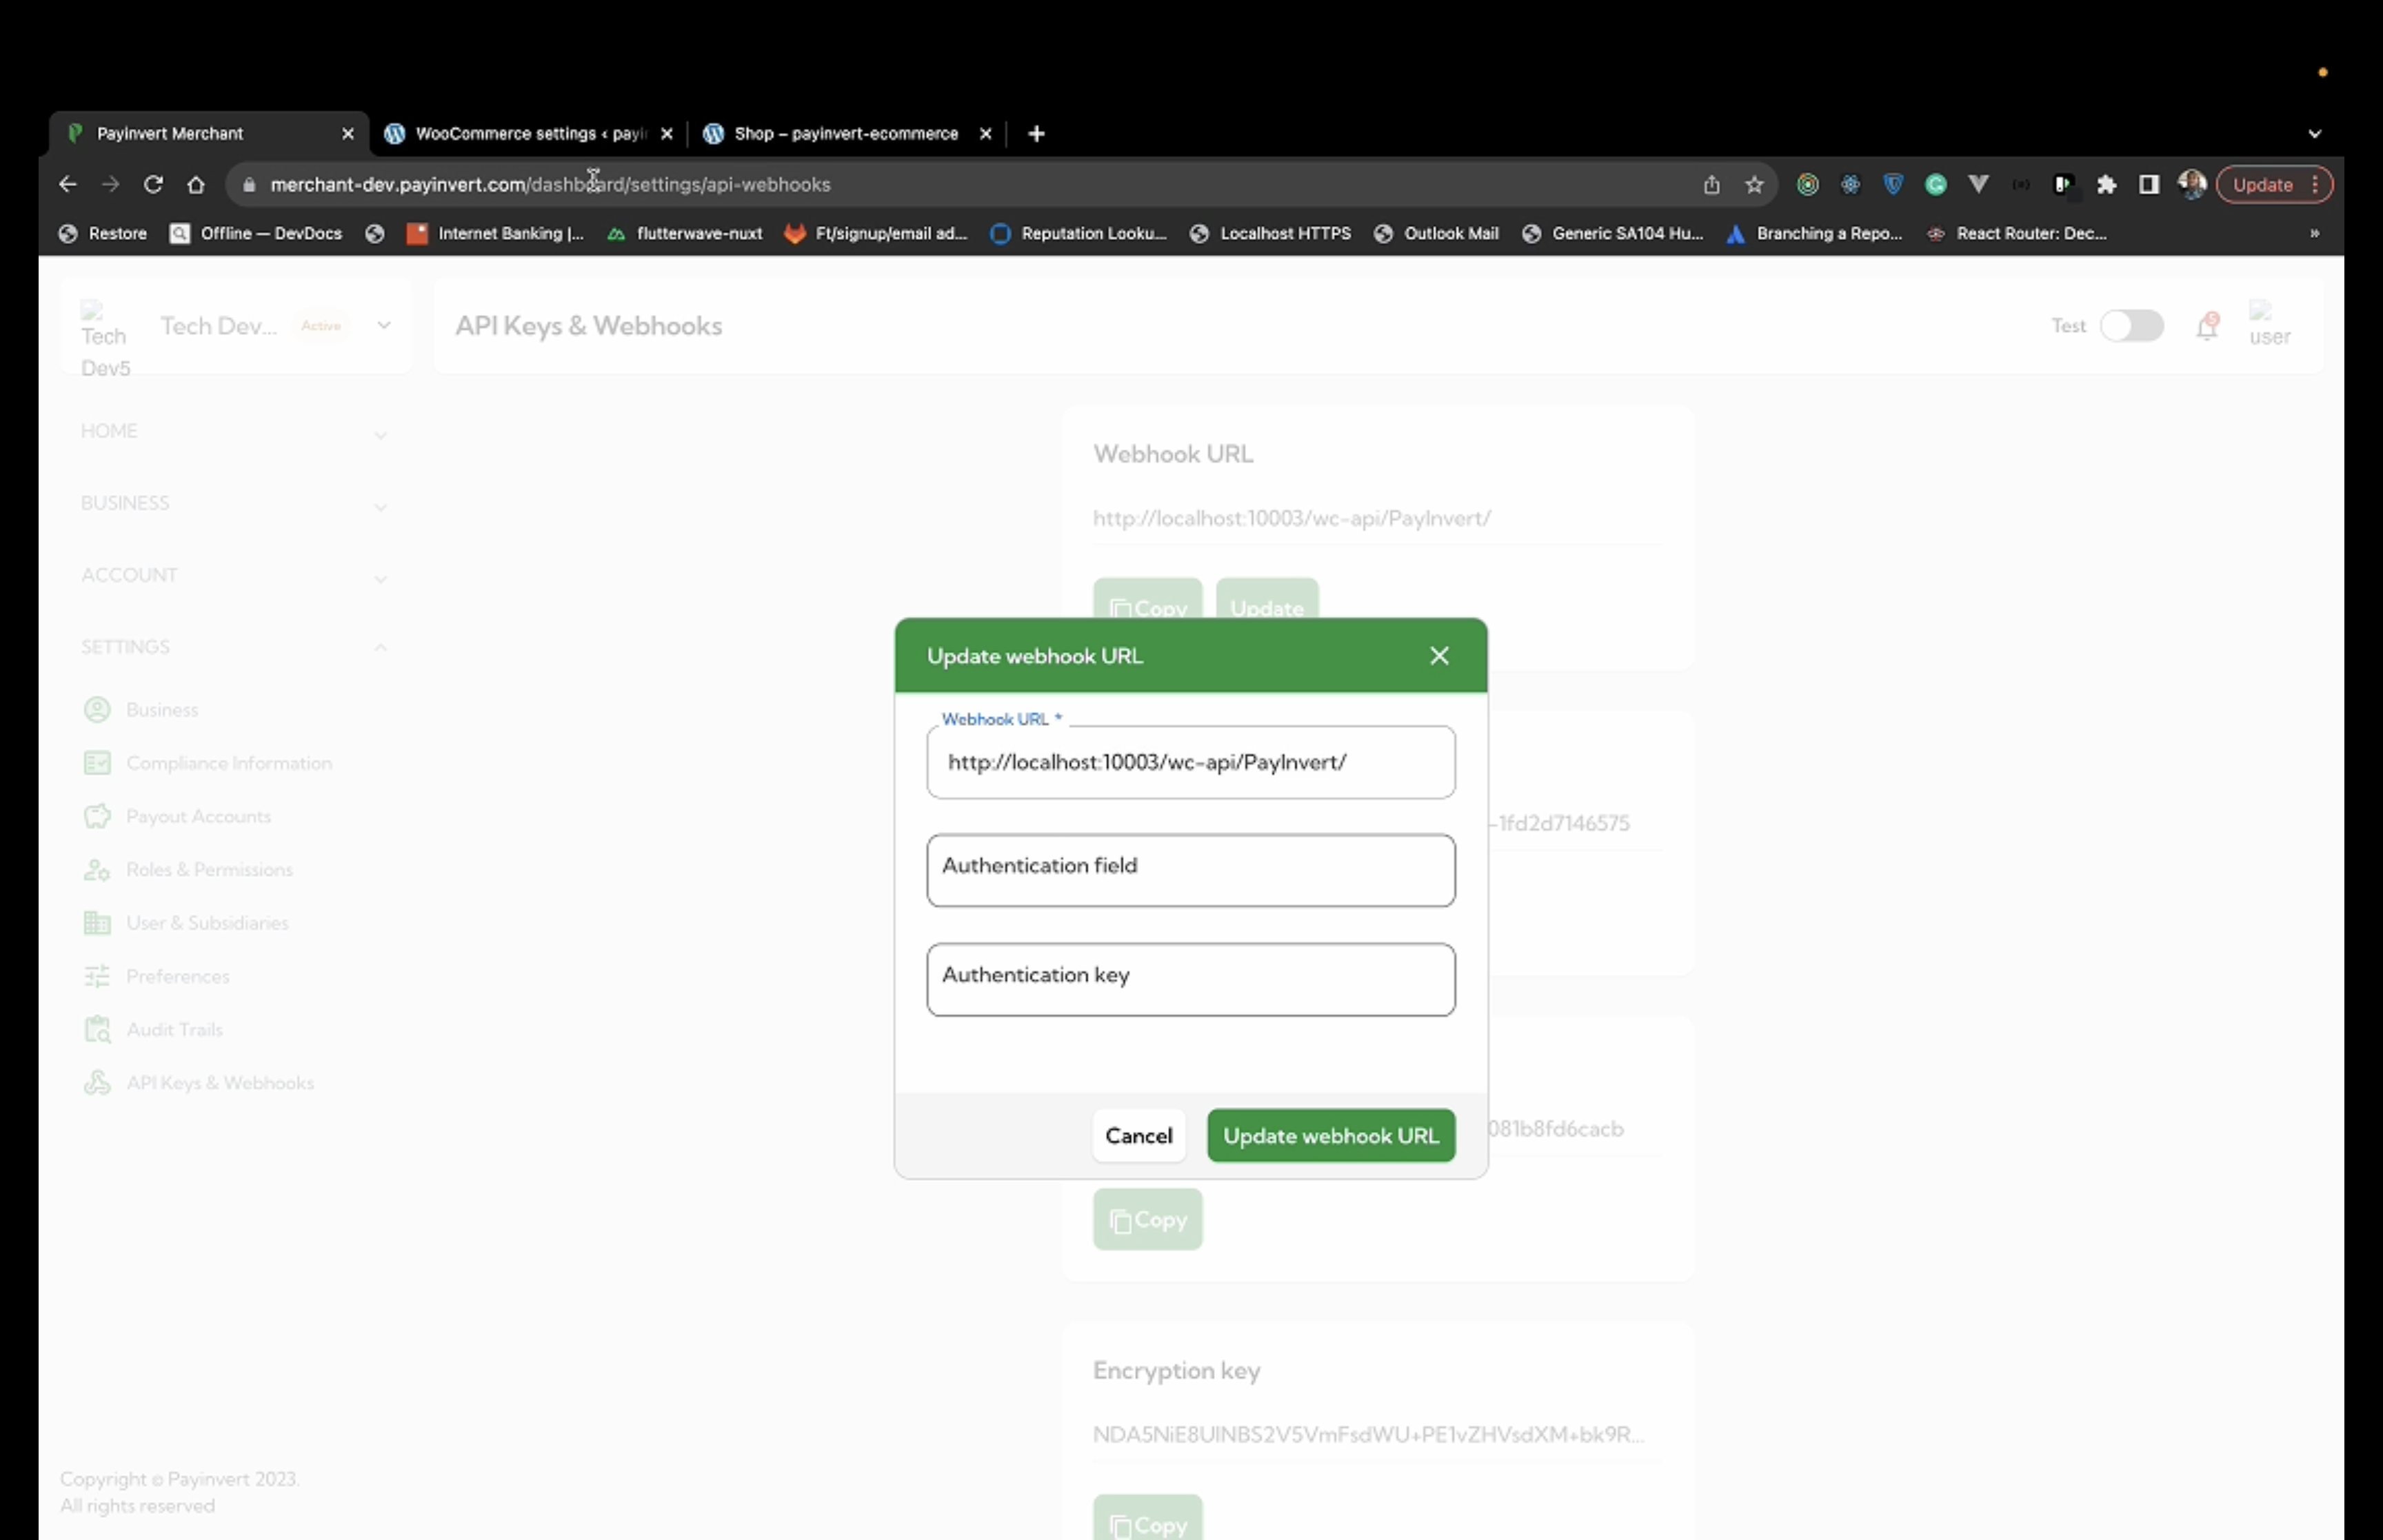 Payinvert Merchant
WooCommerce settings ‹ payin
Shop – payinvert-ecommerce
merchant-dev.payinvert.com/dashboard/settings/api-webhooks
Update
Restore
Offline — DevDocs
Internet Banking |...
flutterwave-nuxt
Ft/signup/email ad...
Reputation Looku...
Localhost HTTPS
Outlook Mail
Generic SA104 Hu...
Branching a Repo...
React Router: Dec...
»
Tech Dev5
Tech Dev...
Active
API Keys & Webhooks
Test
5
user
HOME
BUSINESS
ACCOUNT
SETTINGS
Business
Compliance Information
Payout Accounts
Roles & Permissions
User & Subsidiaries
Preferences
Audit Trails
API Keys & Webhooks
Copyright © Payinvert 2023.
All rights reserved
Webhook URL
http://localhost:10003/wc-api/PayInvert/
Copy
Update
Update webhook URL
Webhook URL *
http://localhost:10003/wc-api/PayInvert/
Authentication field
Authentication key
Cancel
Update webhook URL
-1fd2d7146575
081b8fd6cacb
Copy
Encryption key
NDA5NiE8UlNBS2V5VmFsdWU+PE1vZHVsdXM+bk9R...
Copy